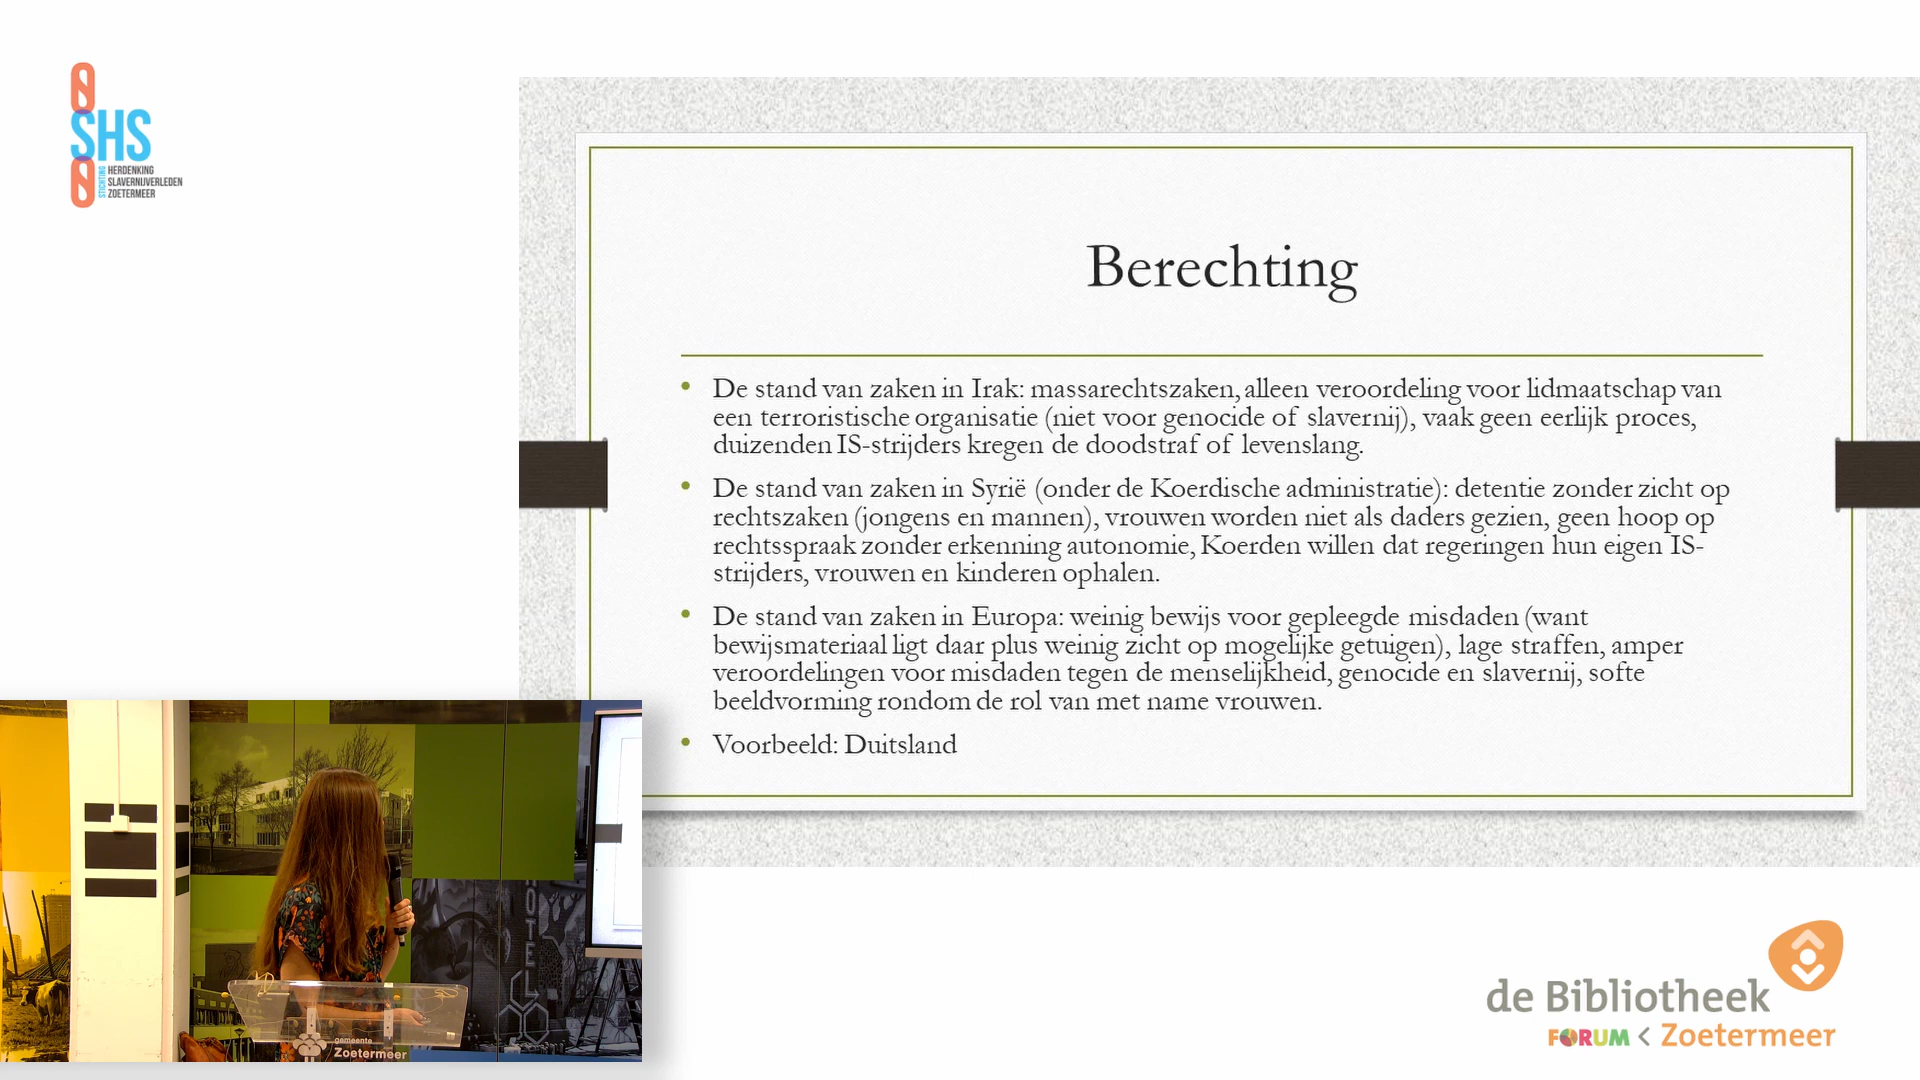 SHS
STICHTING
HERDENKING
SLAVERNIJVERLEDEN
ZOETERMEER
Berechting
• De stand van zaken in Irak: massarechtszaken, alleen veroordeling voor lidmaatschap van
een terroristische organisatie (niet voor genocide of slavernij), vaak geen eerlijk proces,
duizenden IS-strijders kregen de doodstraf of levenslang.
• De stand van zaken in Syrië (onder de Koerdische administratie): detentie zonder zicht op
rechtszaken (jongens en mannen), vrouwen worden niet als daders gezien, geen hoop op
rechtsspraak zonder erkenning autonomie, Koerden willen dat regeringen hun eigen IS-
strijders, vrouwen en kinderen ophalen.
• De stand van zaken in Europa: weinig bewijs voor gepleegde misdaden (want
bewijsmateriaal ligt daar plus weinig zicht op mogelijke getuigen), lage straffen, amper
veroordelingen voor misdaden tegen de menselijkheid, genocide en slavernij, softe
beeldvorming rondom de rol van met name vrouwen.
• Voorbeeld: Duitsland
HOTEL
gemeente
Zoetermeer
de Bibliotheek
FORUM < Zoetermeer